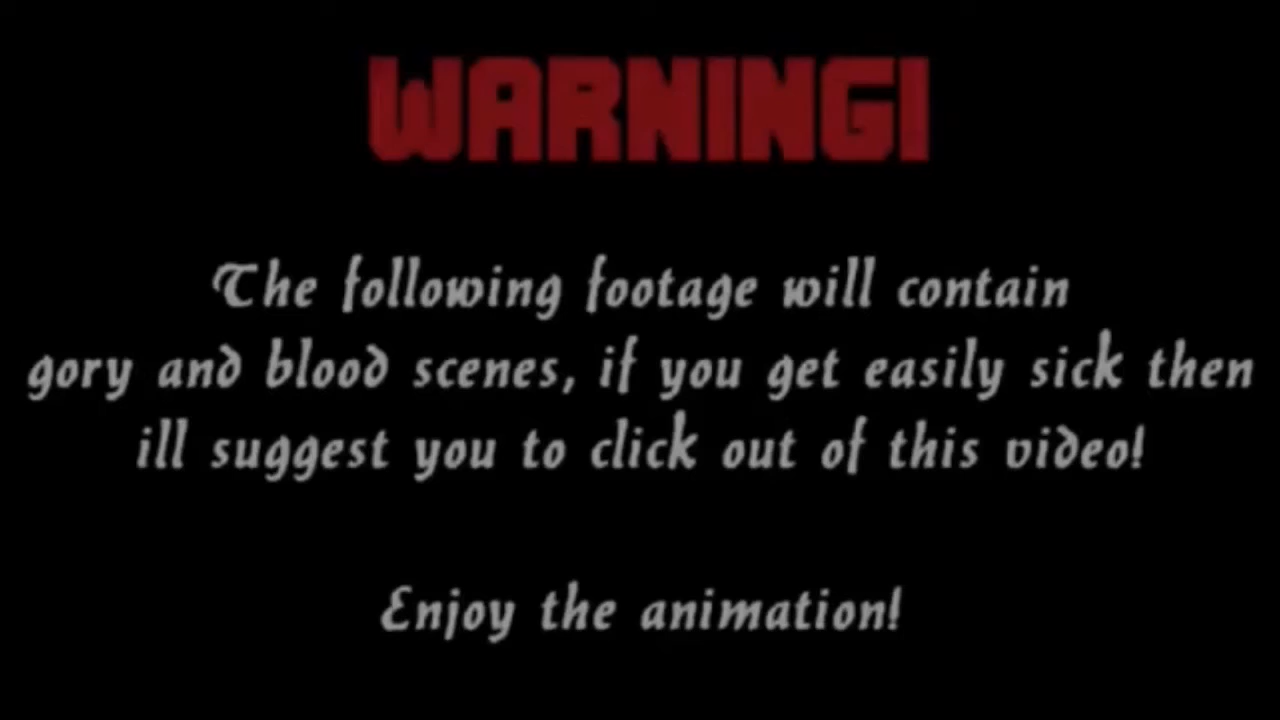 WARNING!
The following footage will contain
gory and blood scenes, if you get easily sick then
ill suggest you to click out of this video!
Enjoy the animation!